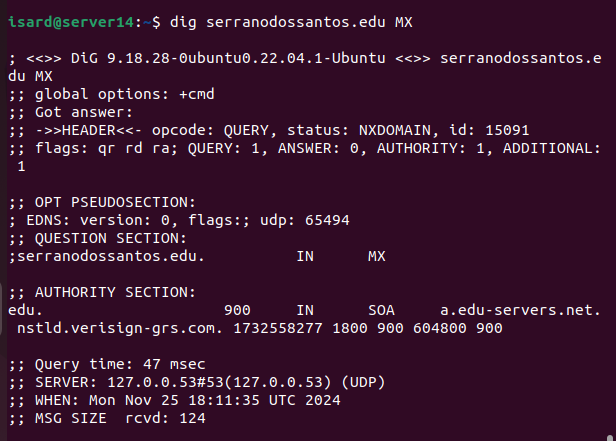 isard@server14:~$ dig serranodossantos.edu MX

; <<>> DiG 9.18.28-0ubuntu0.22.04.1-Ubuntu <<>> serranodossantos.e
du MX
;; global options: +cmd
;; Got answer:
;; ->>HEADER<<- opcode: QUERY, status: NXDOMAIN, id: 15091
;; flags: qr rd ra; QUERY: 1, ANSWER: 0, AUTHORITY: 1, ADDITIONAL:
 1

;; OPT PSEUDOSECTION:
; EDNS: version: 0, flags:; udp: 65494
;; QUESTION SECTION:
;serranodossantos.edu.		IN	MX

;; AUTHORITY SECTION:
edu.			900	IN	SOA	a.edu-servers.net.
 nstld.verisign-grs.com. 1732558277 1800 900 604800 900

;; Query time: 47 msec
;; SERVER: 127.0.0.53#53(127.0.0.53) (UDP)
;; WHEN: Mon Nov 25 18:11:35 UTC 2024
;; MSG SIZE  rcvd: 124